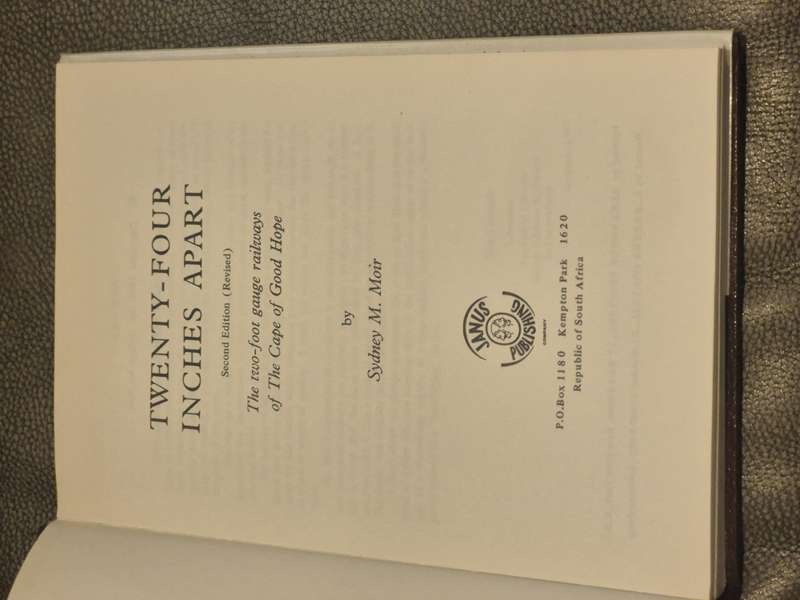 TWENTY-FOUR
INCHES APART
Second Edition (Revised)
The two-foot gauge railways
of The Cape of Good Hope
by
Sydney M. Moir
JANUS
PUBLISHING
COMPANY
P.O.Box 1180 Kempton Park 1620
Republic of South Africa